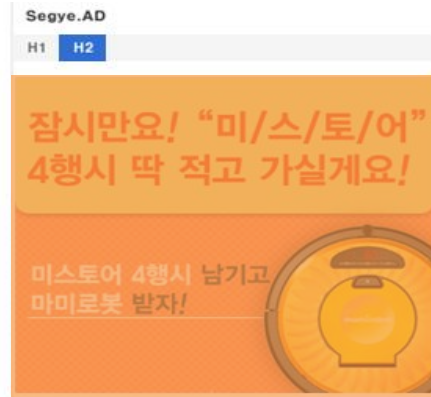 Segye.AD
H1 H2
잠시만요! “미/스/토/어”
4행시 딱 적고 가실게요!
미스토어 4행시 남기고
마미로봇 받자!